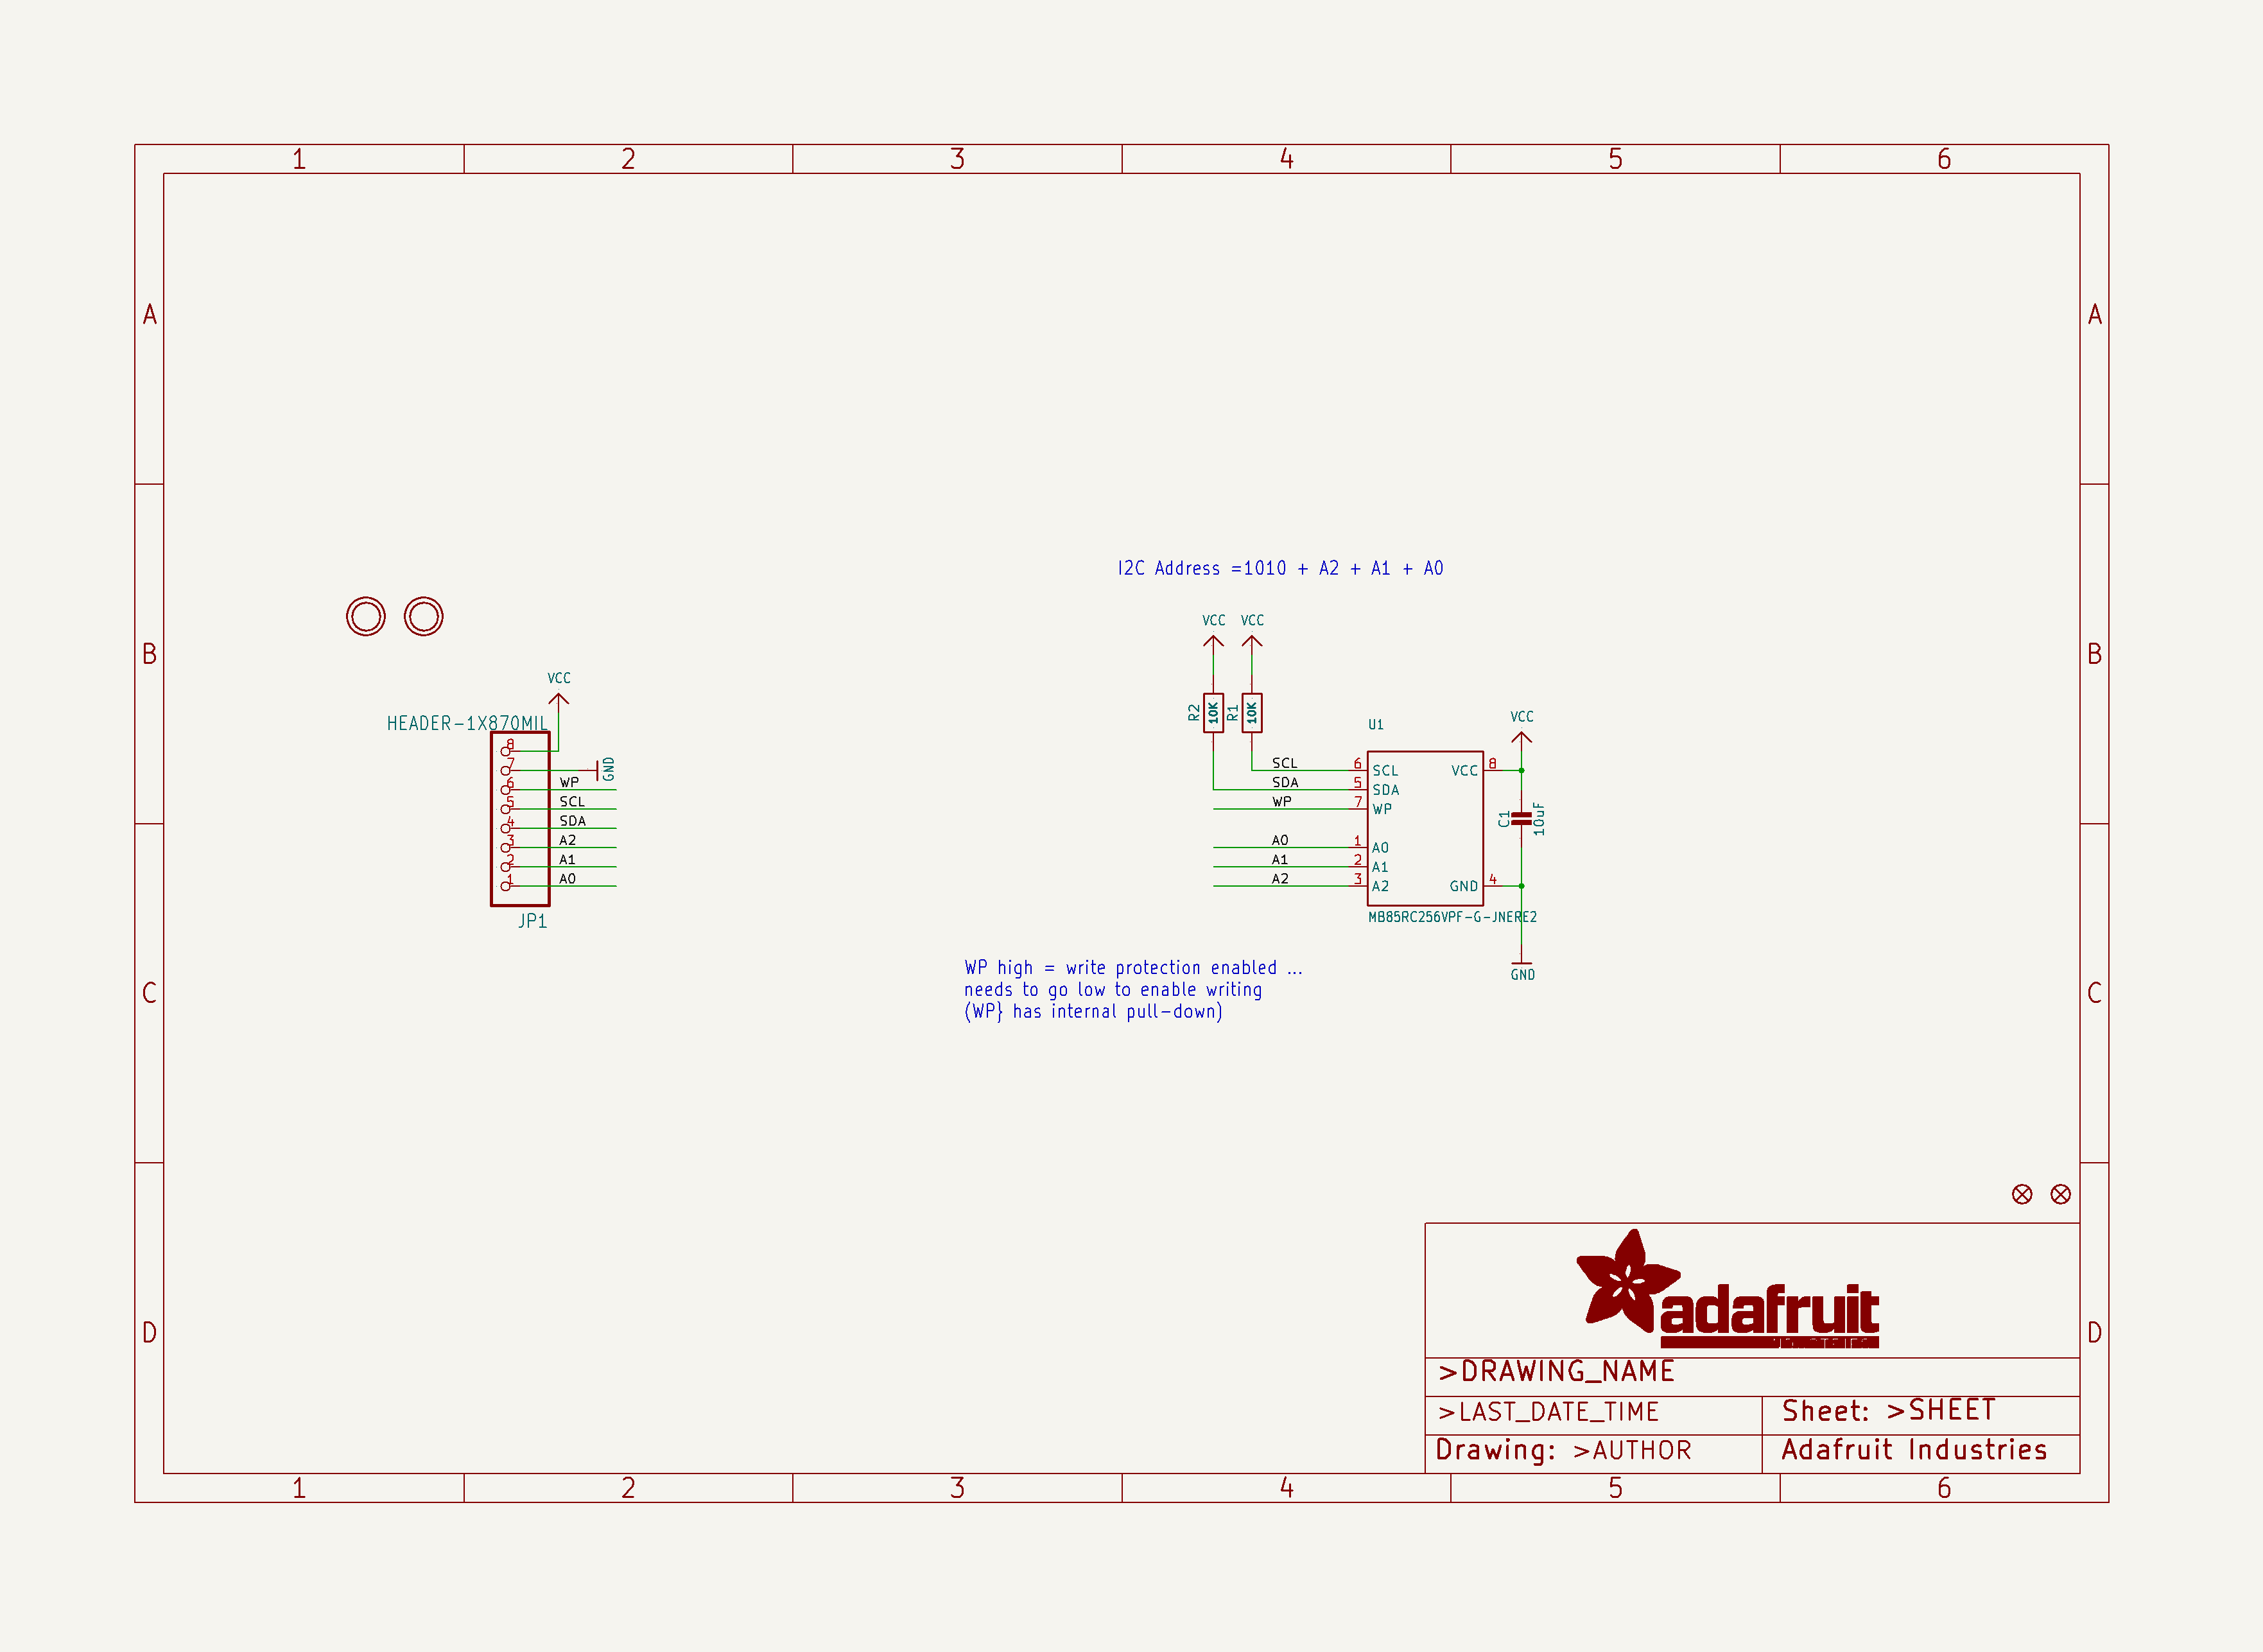 1 2 3 4 5 6
A A
I2C Address =1010 + A2 + A1 + A0
VCC VCC
B B
VCC
HEADER-1X870MIL
R2 10K R1 10K
U1
VCC
8
7 GND
6 WP
5 SCL
4 SDA
3 A2
2 A1
1 A0
JP1
SCL 6 SCL VCC 8
SDA 5 SDA
WP 7 WP
C1 10uF
A0 1 A0
A1 2 A1
A2 3 A2 GND 4
MB85RC256VPF-G-JNERE2
GND
WP high = write protection enabled ...
needs to go low to enable writing
(WP} has internal pull-down)
C C
adafruit
D D
>DRAWING_NAME
>LAST_DATE_TIME Sheet: >SHEET
Drawing: >AUTHOR Adafruit Industries
1 2 3 4 5 6